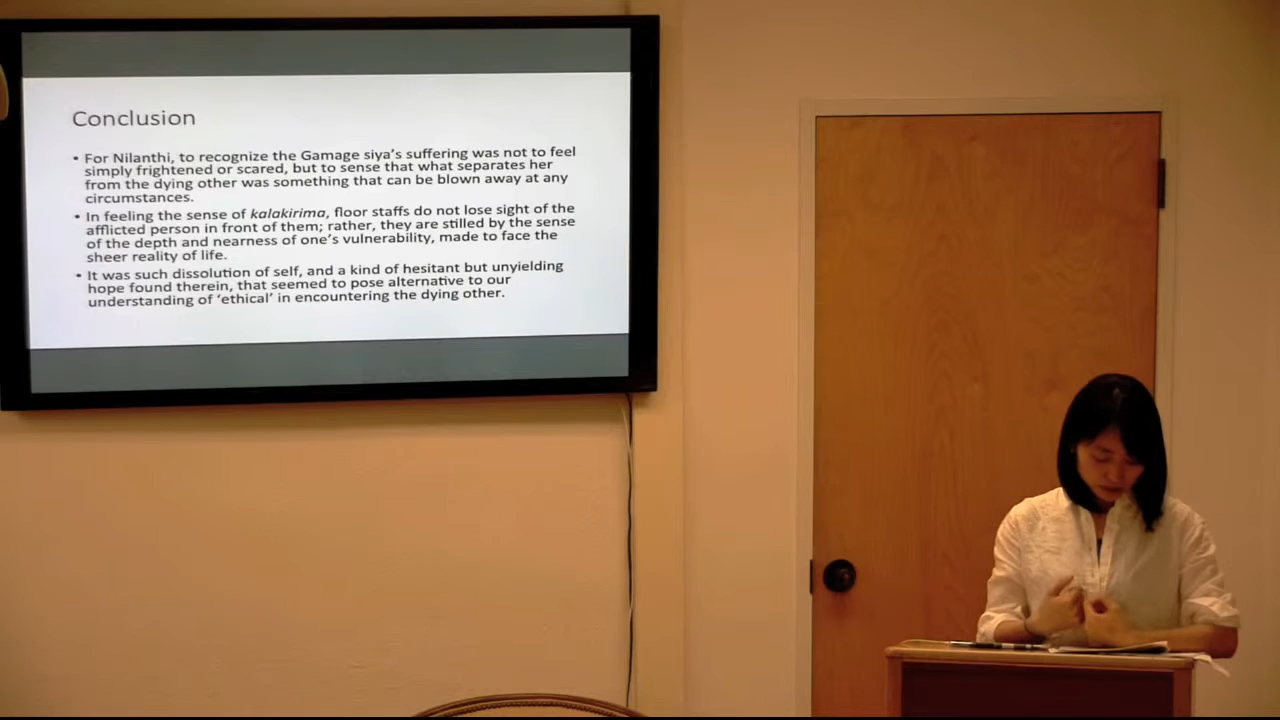 Conclusion
• For Nilanthi, to recognize the Gamage siya's suffering was not to feel
simply frightened or scared, but to sense that what separates her
from the dying other was something that can be blown away at any
circumstances.
• In feeling the sense of kalakirima, floor staffs do not lose sight of the
afflicted person in front of them; rather, they are stilled by the sense
of the depth and nearness of one's vulnerability, made to face the
sheer reality of life.
• It was such dissolution of self, and a kind of hesitant but unyielding
hope found therein, that seemed to pose alternative to our
understanding of 'ethical' in encountering the dying other.